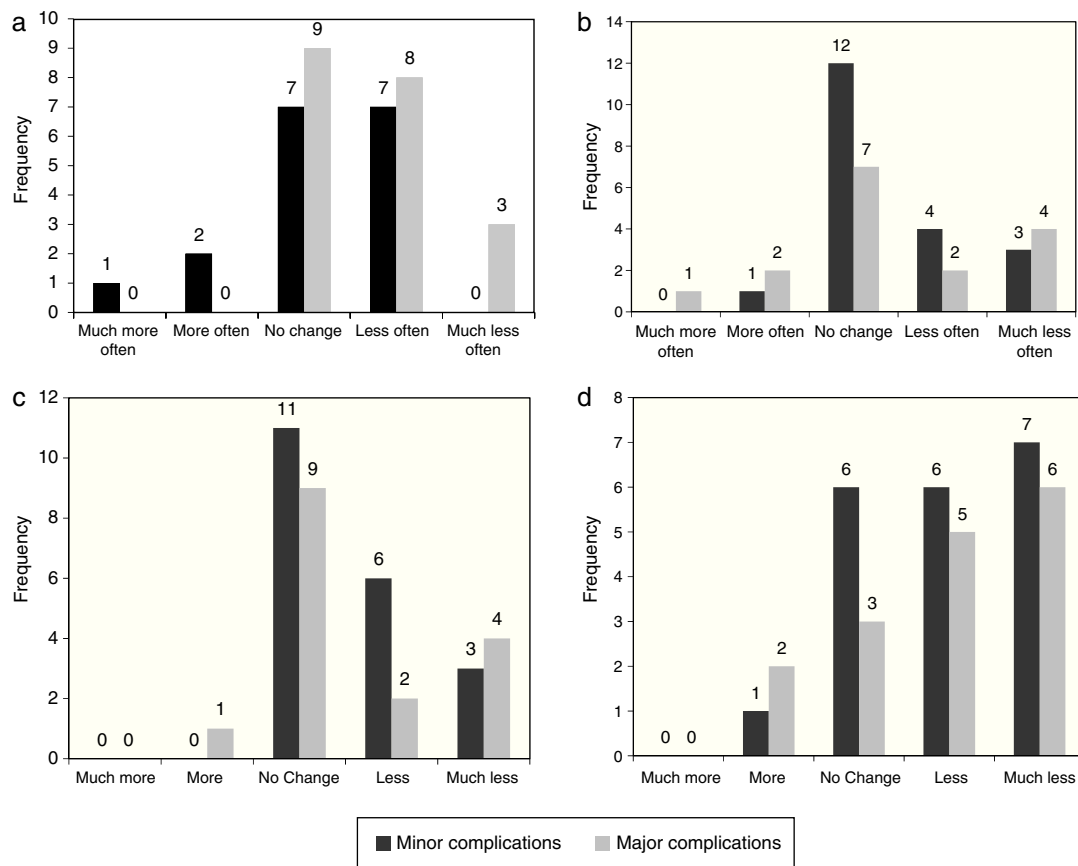 a
Frequency
10
9
8
7
6
5
4
3
2
1
0
1
0
2
0
7
9
7
8
0
3
Much more often
More often
No change
Less often
Much less often
b
Frequency
14
12
10
8
6
4
2
0
0
1
1
2
12
7
4
2
3
4
Much more often
More often
No change
Less often
Much less often
c
Frequency
12
10
8
6
4
2
0
0
0
0
1
11
9
6
2
3
4
Much more
More
No Change
Less
Much less
d
Frequency
8
7
6
5
4
3
2
1
0
0
0
1
2
6
3
6
5
7
6
Much more
More
No Change
Less
Much less
Minor complications
Major complications